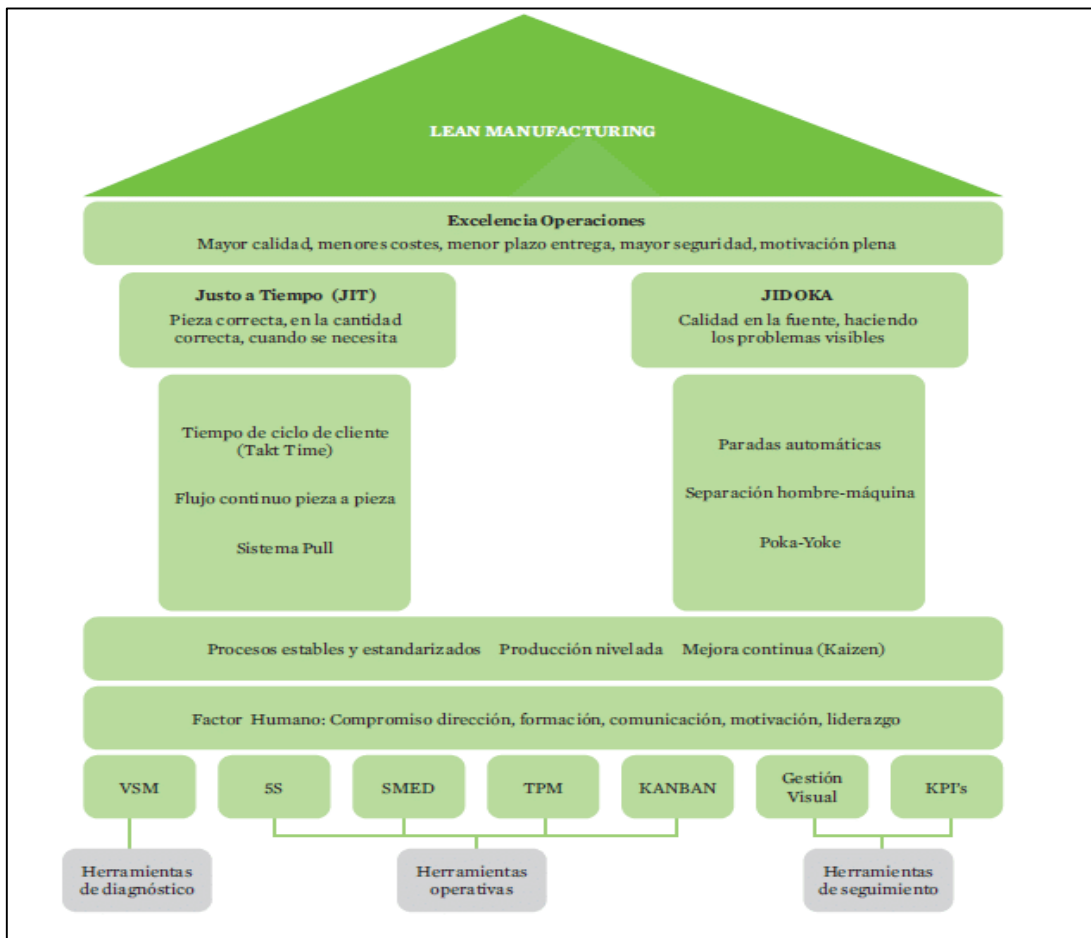 LEAN MANUFACTURING
Excelencia Operaciones
Mayor calidad, menores costes, menor plazo entrega, mayor seguridad, motivación plena
Justo a Tiempo (JIT)
Pieza correcta, en la cantidad
correcta, cuando se necesita
JIDOKA
Calidad en la fuente, haciendo
los problemas visibles
Tiempo de ciclo de cliente
(Takt Time)
Flujo continuo pieza a pieza
Sistema Pull
Paradas automáticas
Separación hombre-máquina
Poka-Yoke
Procesos estables y estandarizados Producción nivelada Mejora continua (Kaizen)
Factor Humano: Compromiso dirección, formación, comunicación, motivación, liderazgo
VSM
5S
SMED
TPM
KANBAN
Gestión
Visual
KPI's
Herramientas
de diagnóstico
Herramientas
operativas
Herramientas
de seguimiento